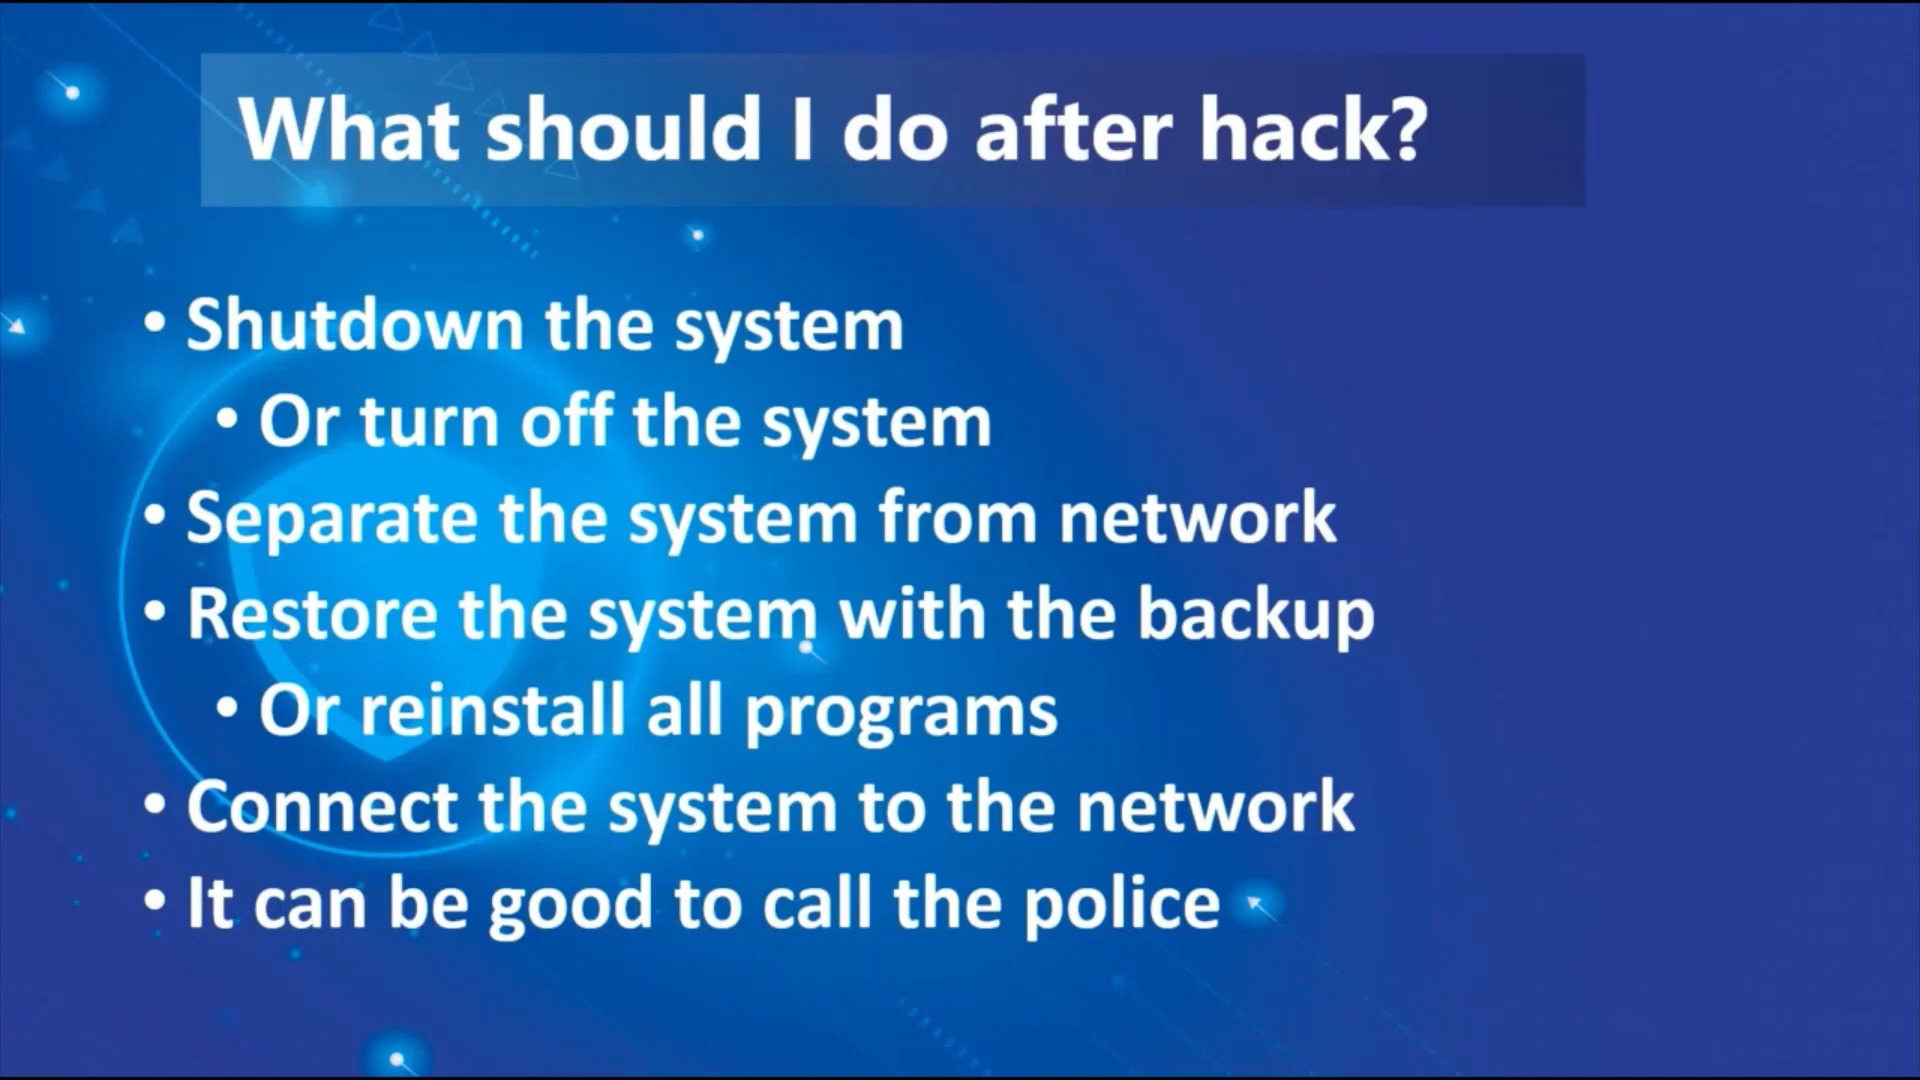 What should I do after hack?
• Shutdown the system
• Or turn off the system
• Separate the system from network
• Restore the system with the backup
• Or reinstall all programs
• Connect the system to the network
• It can be good to call the police